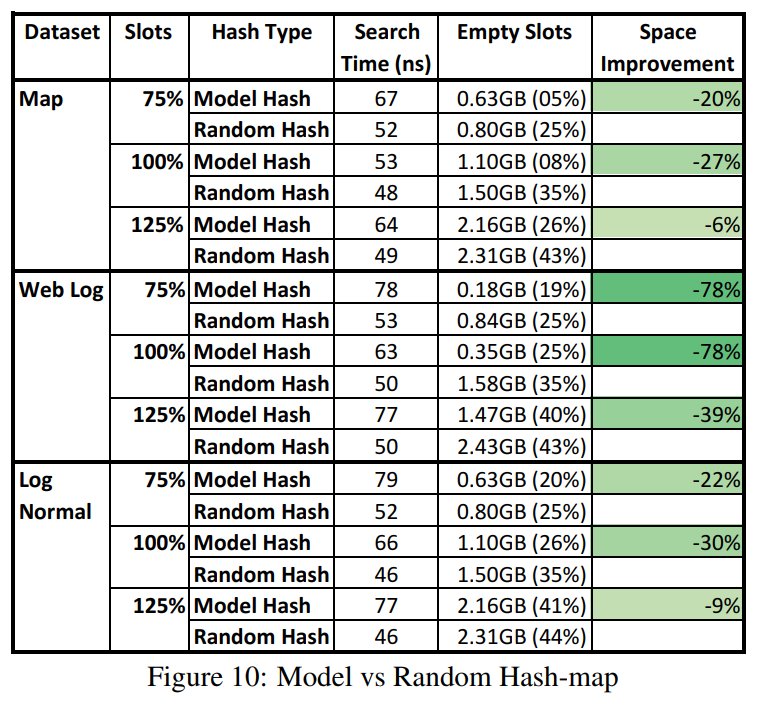 Dataset Slots Hash Type Search Time (ns) Empty Slots Space Improvement
Map 75% Model Hash 67 0.63GB (05%) -20%
Random Hash 52 0.80GB (25%)
100% Model Hash 53 1.10GB (08%) -27%
Random Hash 48 1.50GB (35%)
125% Model Hash 64 2.16GB (26%) -6%
Random Hash 49 2.31GB (43%)
Web Log 75% Model Hash 78 0.18GB (19%) -78%
Random Hash 53 0.84GB (25%)
100% Model Hash 63 0.35GB (25%) -78%
Random Hash 50 1.58GB (35%)
125% Model Hash 77 1.47GB (40%) -39%
Random Hash 50 2.43GB (43%)
Log Normal 75% Model Hash 79 0.63GB (20%) -22%
Random Hash 52 0.80GB (25%)
100% Model Hash 66 1.10GB (26%) -30%
Random Hash 46 1.50GB (35%)
125% Model Hash 77 2.16GB (41%) -9%
Random Hash 46 2.31GB (44%)
Figure 10: Model vs Random Hash-map